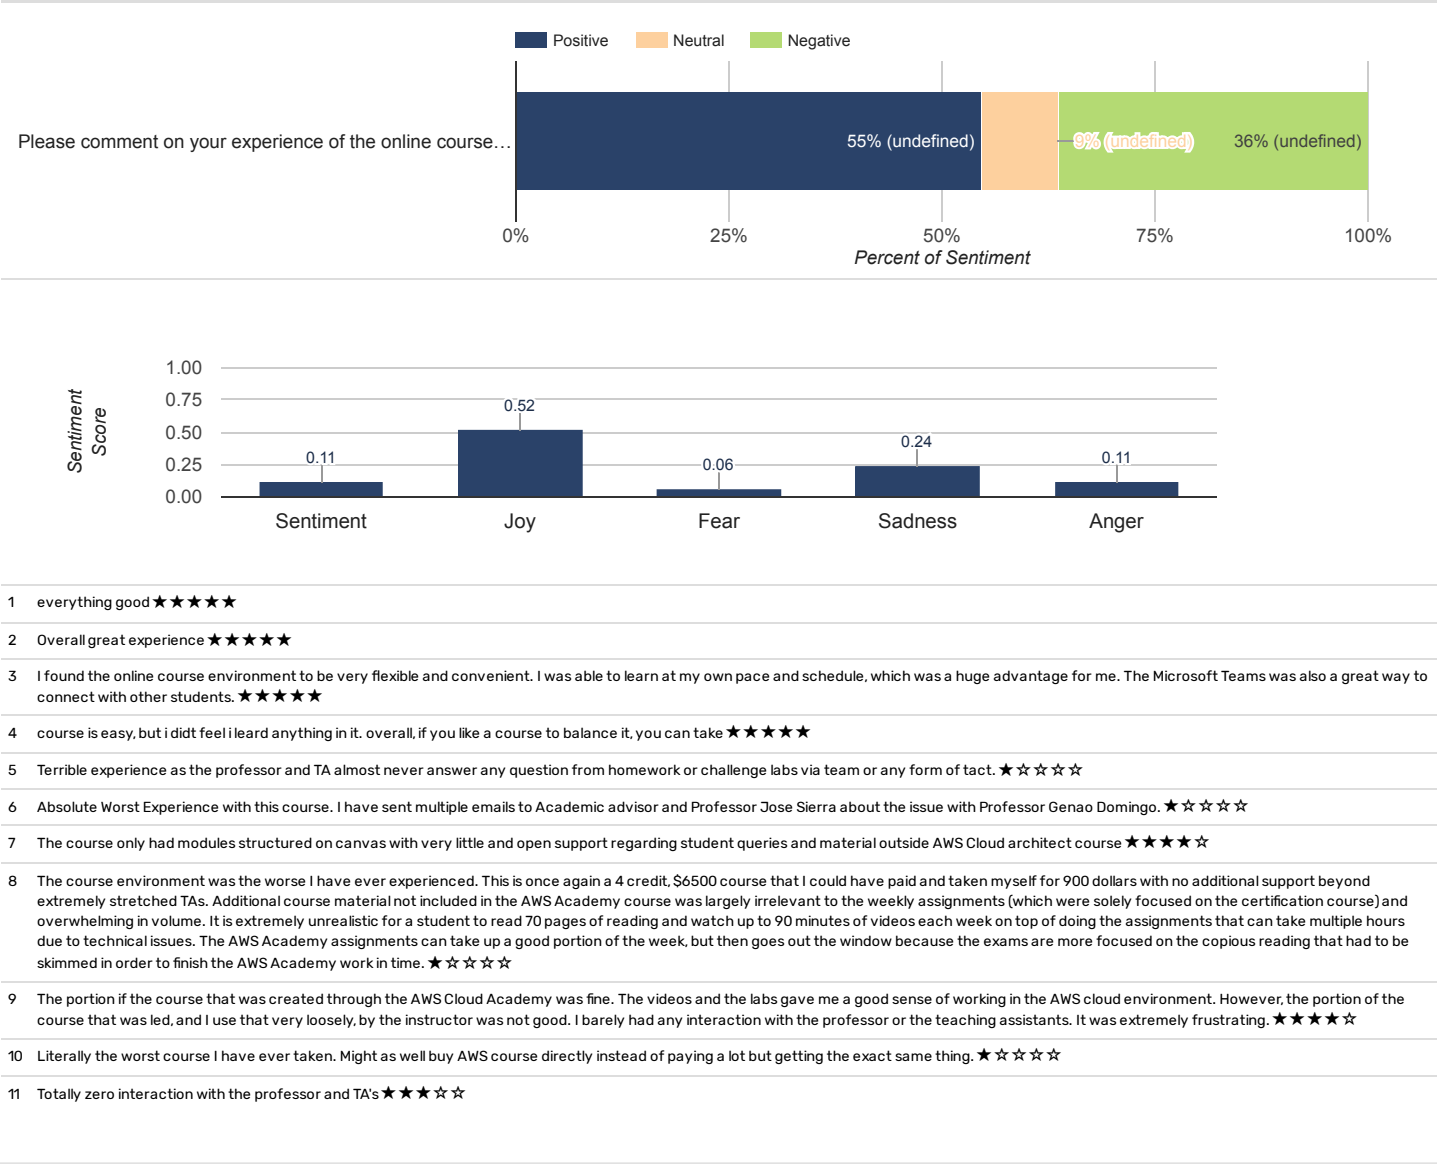 Positive Neutral Negative
Please comment on your experience of the online course...
55% (undefined) 9% (undefined) 36% (undefined)
0% 25% 50% 75% 100%
Percent of Sentiment
Sentiment
Score
1.00
0.75
0.50
0.25
0.00
0.11 0.52 0.06 0.24 0.11
Sentiment Joy Fear Sadness Anger
1 everything good ★★★★★
2 Overall great experience ★★★★★
3 I found the online course environment to be very flexible and convenient. I was able to learn at my own pace and schedule, which was a huge advantage for me. The Microsoft Teams was also a great way to
connect with other students. ★★★★★
4 course is easy, but i didt feel i leard anything in it. overall, if you like a course to balance it, you can take ★★★★★
5 Terrible experience as the professor and TA almost never answer any question from homework or challenge labs via team or any form of tact. ★☆☆☆☆
6 Absolute Worst Experience with this course. I have sent multiple emails to Academic advisor and Professor Jose Sierra about the issue with Professor Genao Domingo. ★☆☆☆☆
7 The course only had modules structured on canvas with very little and open support regarding student queries and material outside AWS Cloud architect course ★★★★☆
8 The course environment was the worse I have ever experienced. This is once again a 4 credit, $6500 course that I could have paid and taken myself for 900 dollars with no additional support beyond
extremely stretched TAs. Additional course material not included in the AWS Academy course was largely irrelevant to the weekly assignments (which were solely focused on the certification course) and
overwhelming in volume. It is extremely unrealistic for a student to read 70 pages of reading and watch up to 90 minutes of videos each week on top of doing the assignments that can take multiple hours
due to technical issues. The AWS Academy assignments can take up a good portion of the week, but then goes out the window because the exams are more focused on the copious reading that had to be
skimmed in order to finish the AWS Academy work in time. ★☆☆☆☆
9 The portion if the course that was created through the AWS Cloud Academy was fine. The videos and the labs gave me a good sense of working in the AWS cloud environment. However, the portion of the
course that was led, and I use that very loosely, by the instructor was not good. I barely had any interaction with the professor or the teaching assistants. It was extremely frustrating. ★★★★☆
10 Literally the worst course I have ever taken. Might as well buy AWS course directly instead of paying a lot but getting the exact same thing. ★☆☆☆☆
11 Totally zero interaction with the professor and TA's ★★★☆☆